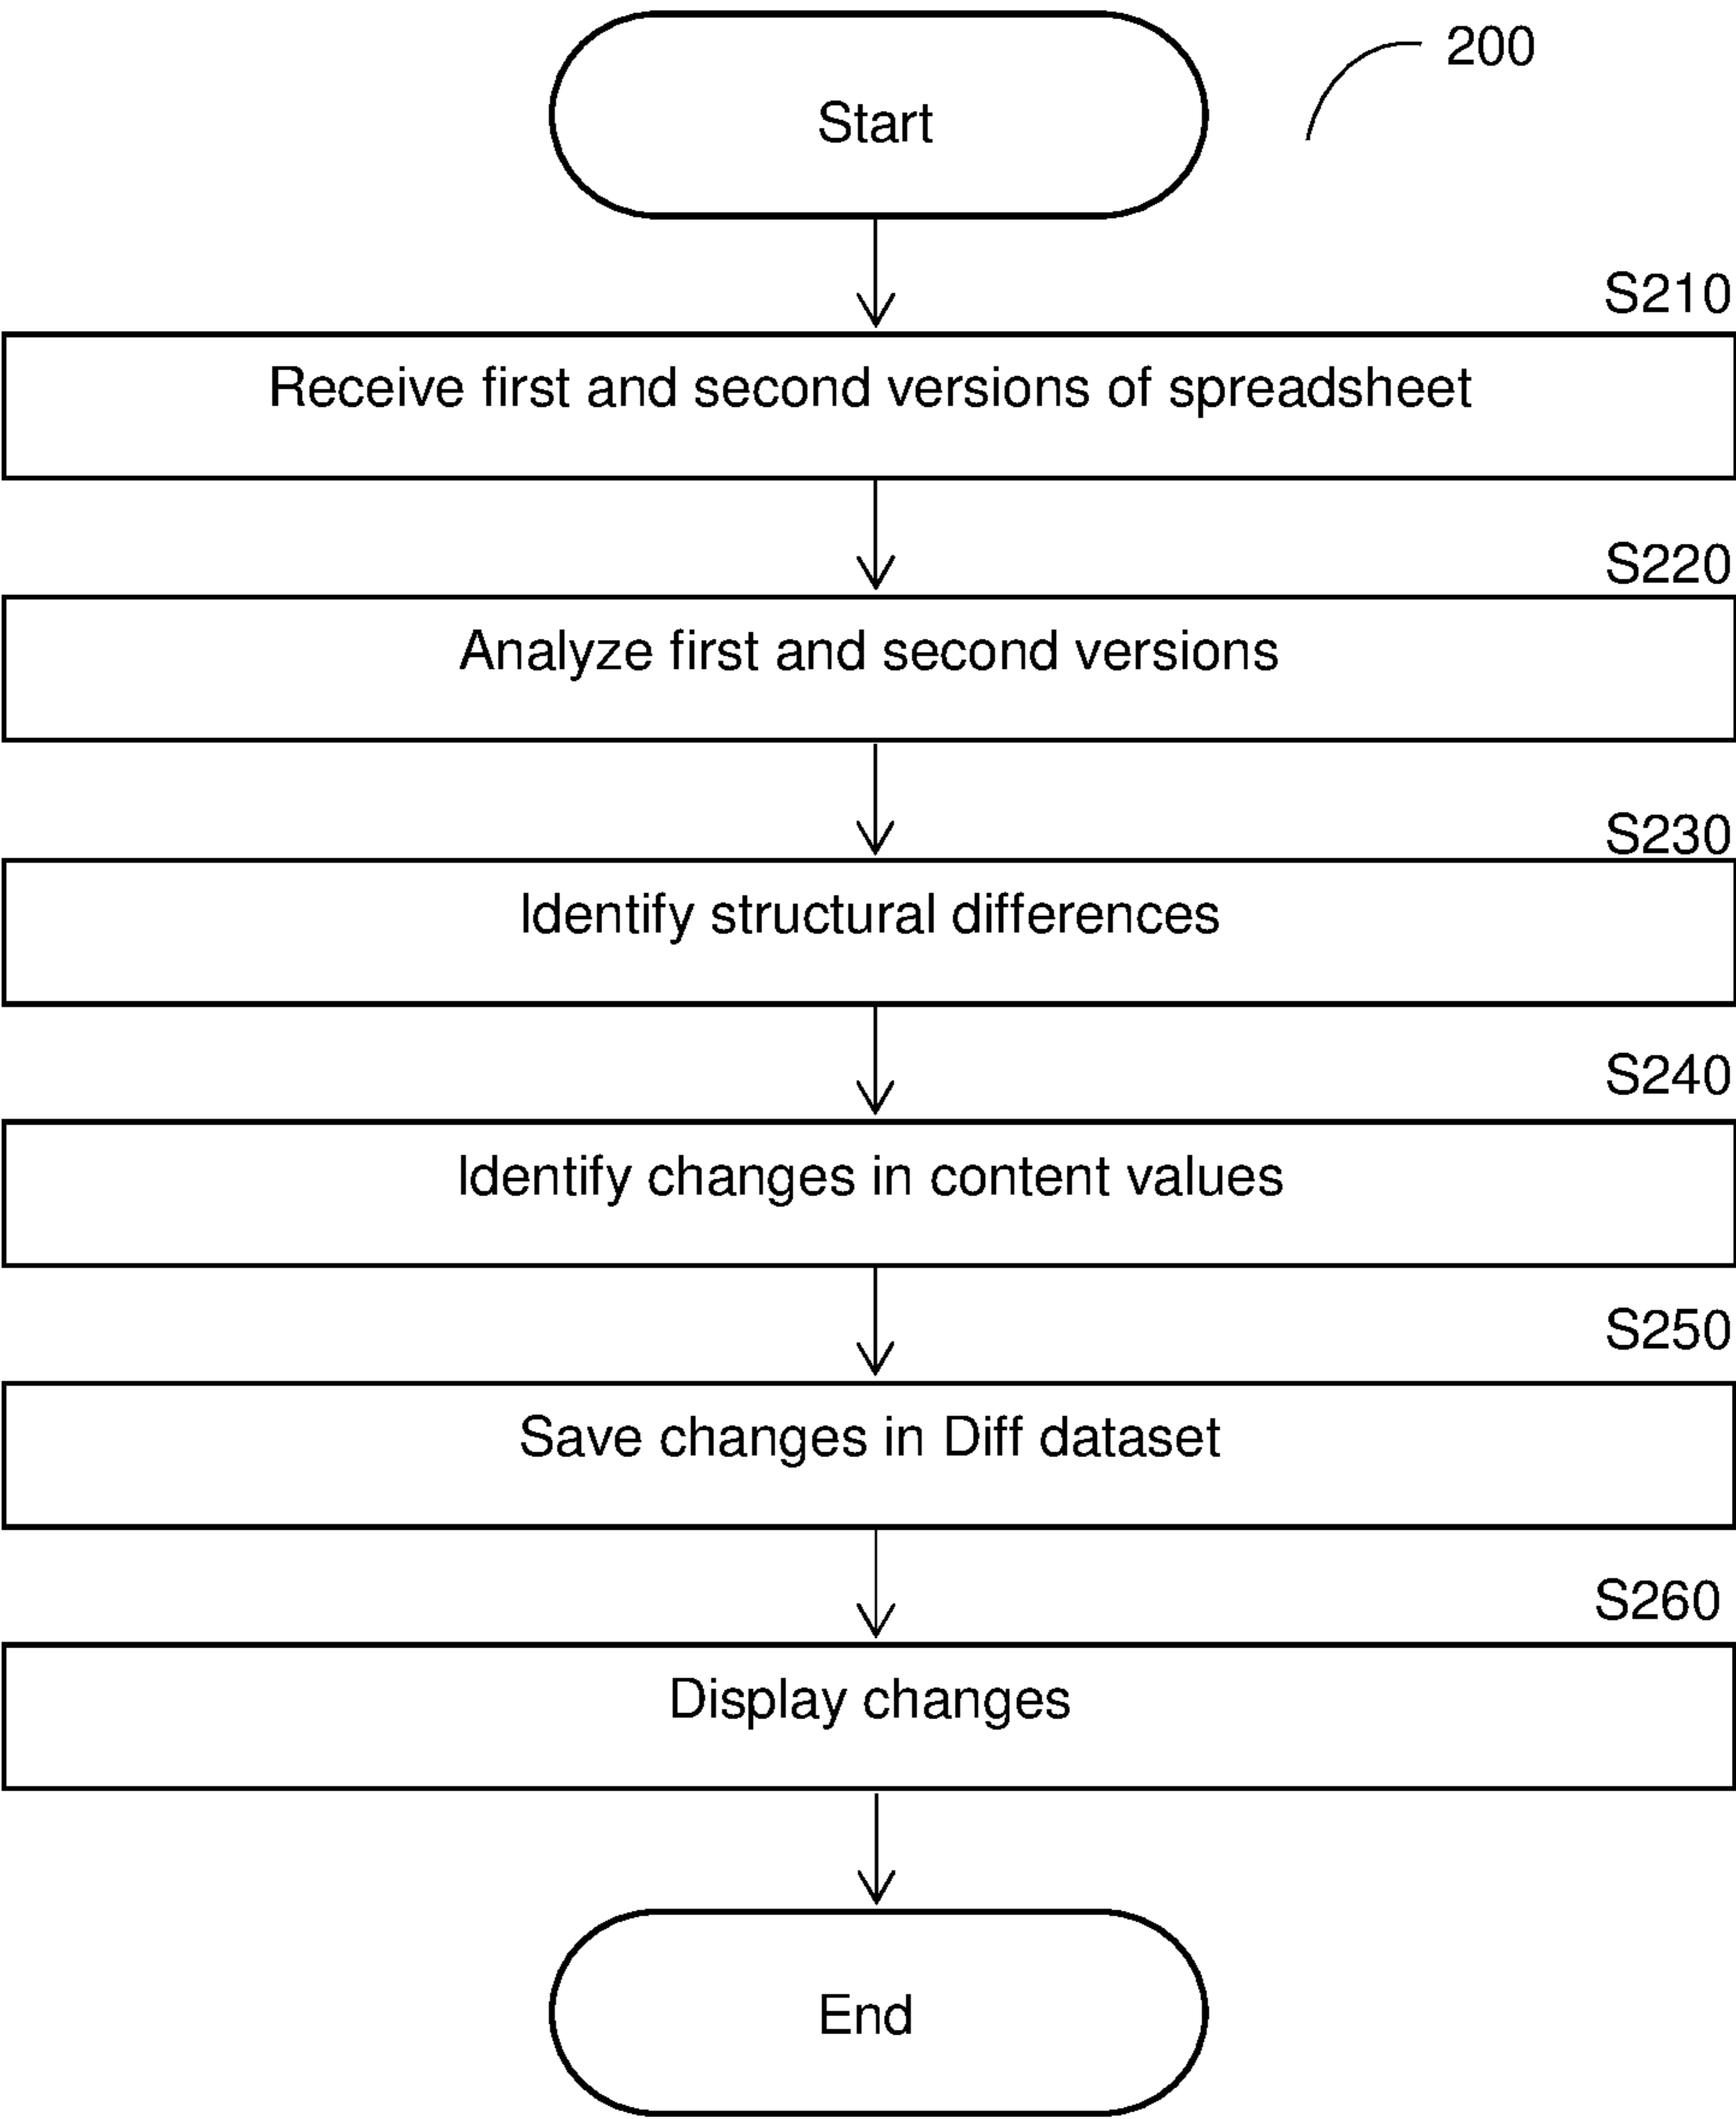 Start
200
S210
Receive first and second versions of spreadsheet
S220
Analyze first and second versions
S230
Identify structural differences
S240
Identify changes in content values
S250
Save changes in Diff dataset
S260
Display changes
End